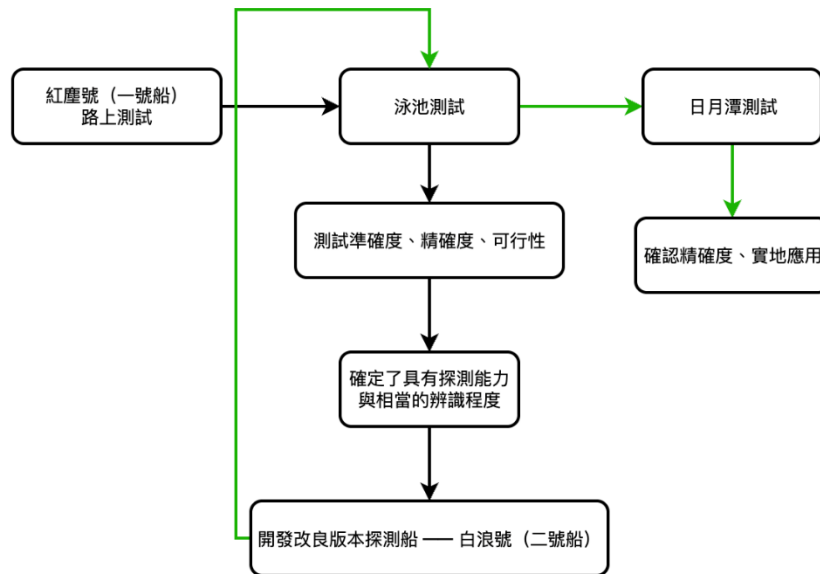 紅塵號（一號船）
路上測試
泳池測試
日月潭測試
測試準確度、精確度、可行性
確認精確度、實地應用
確定了具有探測能力
與相當的辨識程度
開發改良版本探測船 —— 白浪號（二號船）